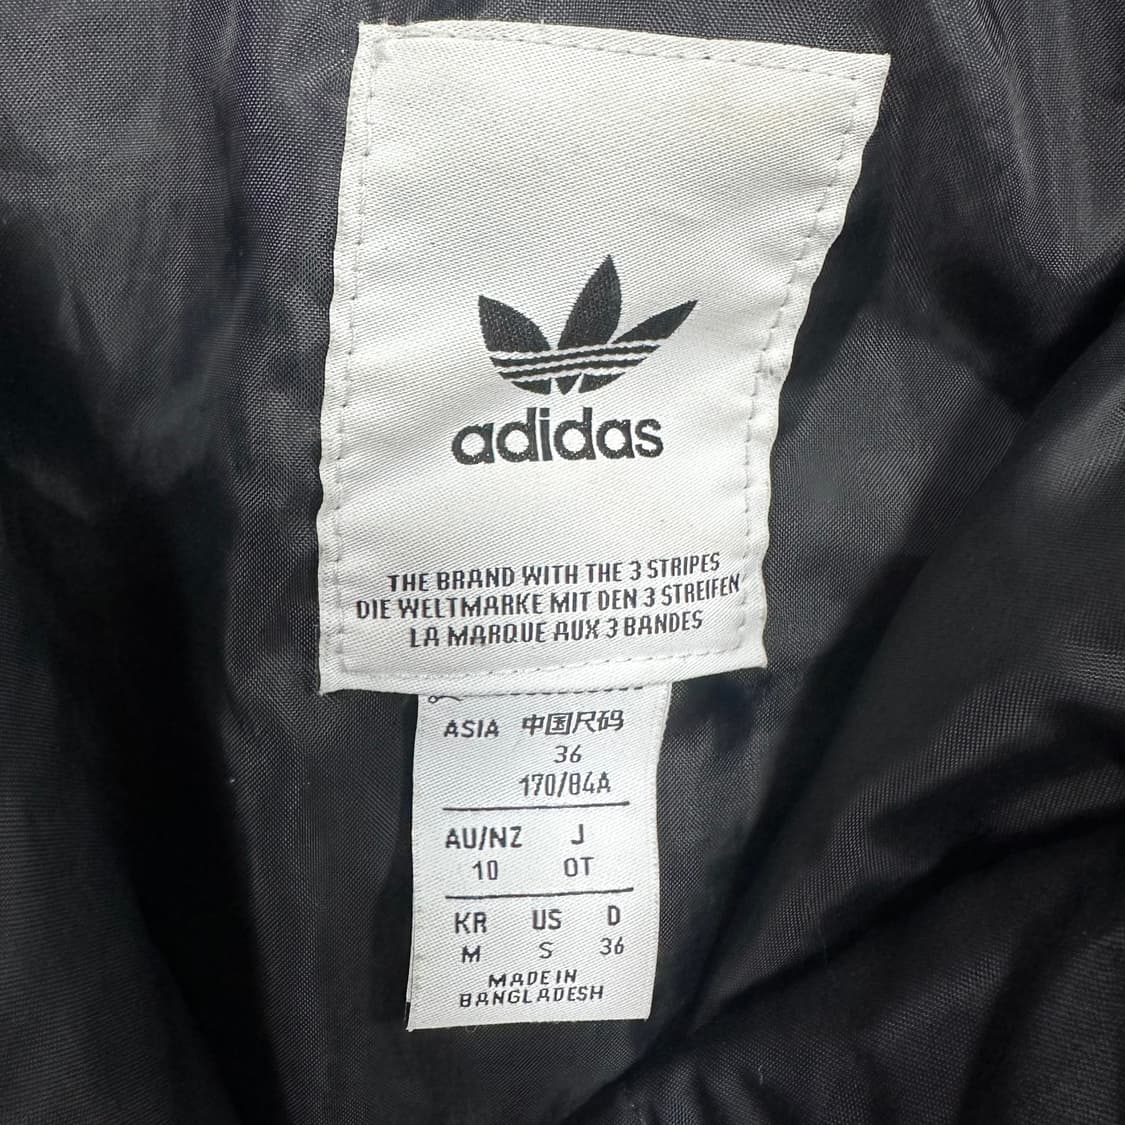 adidas
THE BRAND WITH THE 3 STRIPES
DIE WELTMARKE MIT DEN 3 STREIFEN
LA MARQUE AUX 3 BANDES
ASIA 中国尺码
36
170/84A
AU/NZ J
10 OT
KR US D
M S 36
MADE IN
BANGLADESH